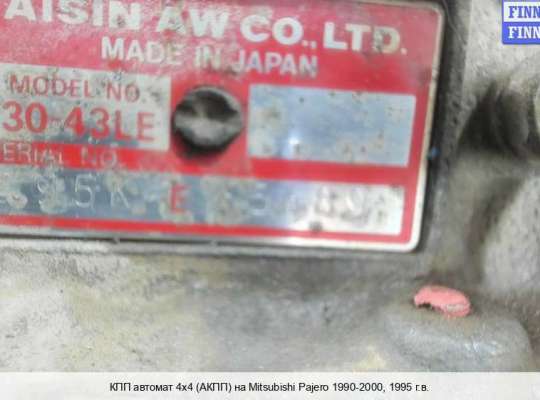 AISIN AW CO., LTD.
MADE IN JAPAN
MODEL NO.
30-43LE
ERIAL NO.
FINN
FINN
КПП автомат 4x4 (АКПП) на Mitsubishi Pajero 1990-2000, 1995 г.в.